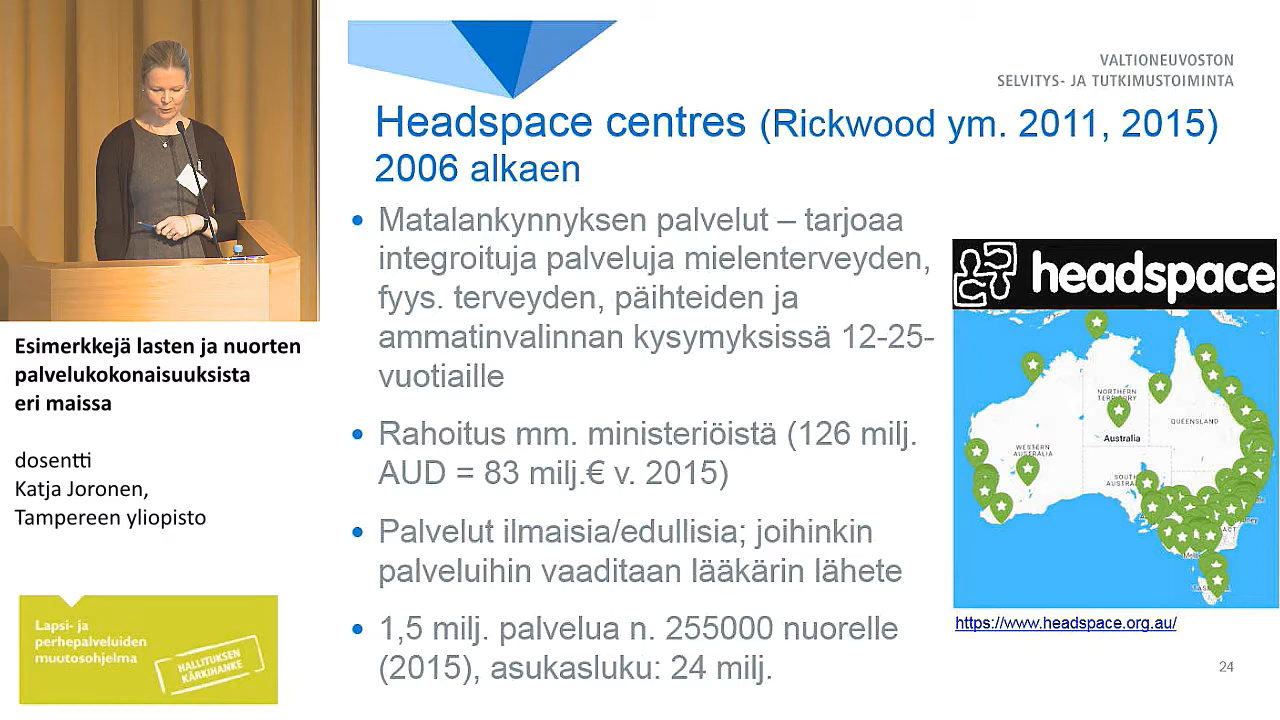 VALTIONEUVOSTON
SELVITYS- JA TUTKIMUSTOIMINTA
Headspace centres (Rickwood ym. 2011, 2015)
2006 alkaen
• Matalankynnyksen palvelut – tarjoaa
integroituja palveluja mielenterveyden,
fyys. terveyden, päihteiden ja
ammatinvalinnan kysymyksissä 12-25-
vuotiaille
• Rahoitus mm. ministeriöistä (126 milj.
AUD = 83 milj.€ v. 2015)
• Palvelut ilmaisia/edullisia; joihinkin
palveluihin vaaditaan lääkärin lähete
• 1,5 milj. palvelua n. 255000 nuorelle
(2015), asukasluku: 24 milj.
headspace
NORTHERN
QUEENSLAND
Australia
WESTERN
AUSTRALIA
https://www.headspace.org.au/
24
Esimerkkejä lasten ja nuorten
palvelukokonaisuuksista
eri maissa
dosentti
Katja Joronen,
Tampereen yliopisto
Lapsi- ja
perhepalveluiden
muutosohjelma
HALLITUKSEN
KÄRKIHANKE